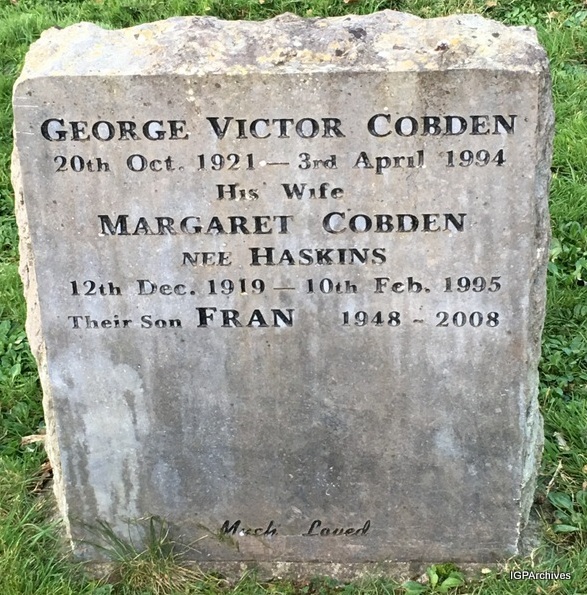 GEORGE VICTOR COBDEN
20th Oct. 1921 — 3rd April 1994
His Wife
MARGARET COBDEN
NEE HASKINS
12th Dec. 1919 — 10th Feb. 1995
Their Son FRAN 1948 - 2008
Much Loved
IGPArchives